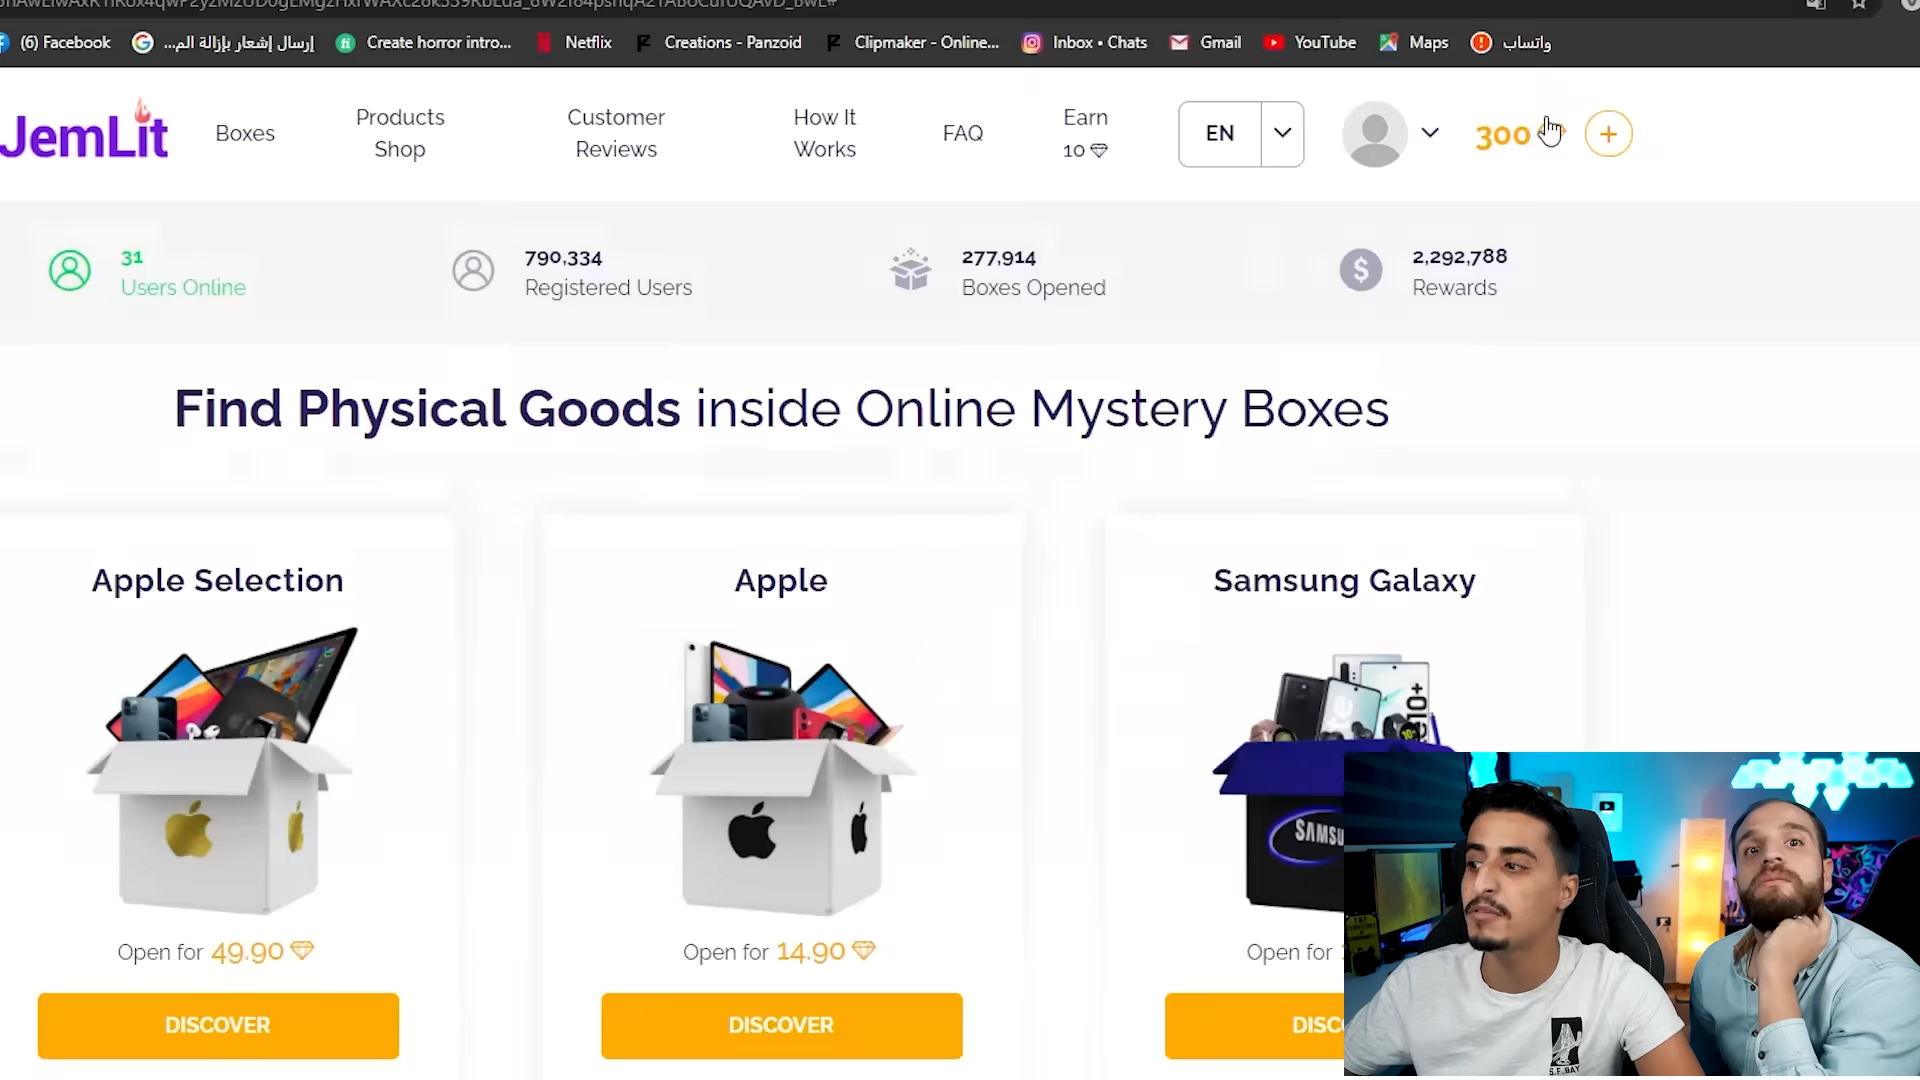 (6) Facebook
إرسال إشعار بإزالة الم...
Create horror intro...
Netflix
Creations - Panzoid
Clipmaker - Online...
Inbox • Chats
Gmail
YouTube
Maps
واتساب
JemLit
Boxes
Products
Shop
Customer
Reviews
How It
Works
FAQ
Earn
10
EN
300
31
Users Online
790,334
Registered Users
277,914
Boxes Opened
2,292,788
Rewards
Find Physical Goods inside Online Mystery Boxes
Apple Selection
Apple
Samsung Galaxy
Open for 49.90
Open for 14.90
Open for
DISCOVER
DISCOVER
S.F.BAY